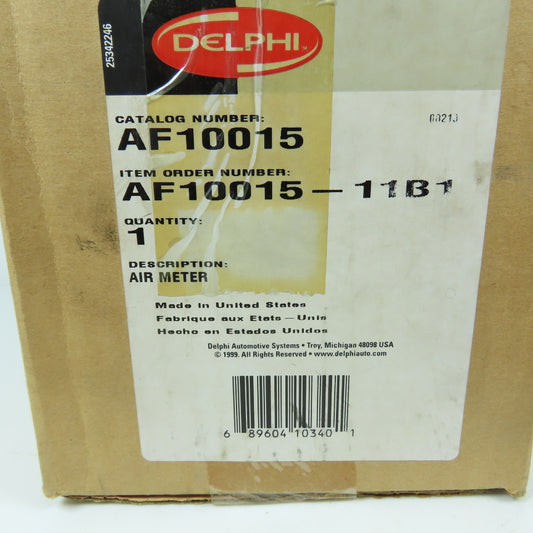 25342246
DELPHI
CATALOG NUMBER:
AF10015
00213
ITEM ORDER NUMBER:
AF10015-11B1
QUANTITY:
1
DESCRIPTION:
AIR METER
Made in United States
Fabrique aux Etats-Unis
Hecho en Estados Unidos
Delphi Automotive Systems • Troy, Michigan 48098 USA
© 1999. All Rights Reserved • www.delphiauto.com
6 89604 10340 1